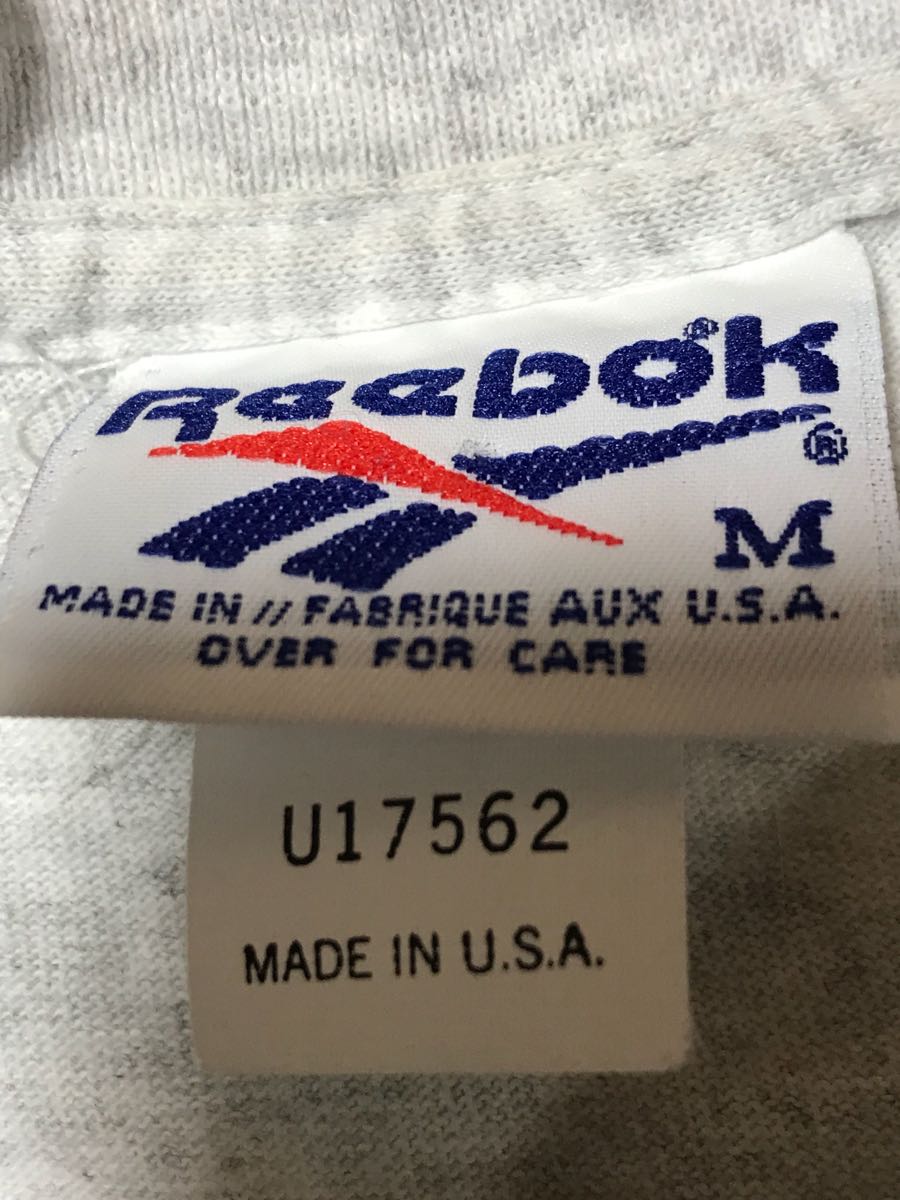 Reebok®
®
M
MADE IN // FABRIQUE AUX U.S.A.
OVER FOR CARE
U17562
MADE IN U.S.A.